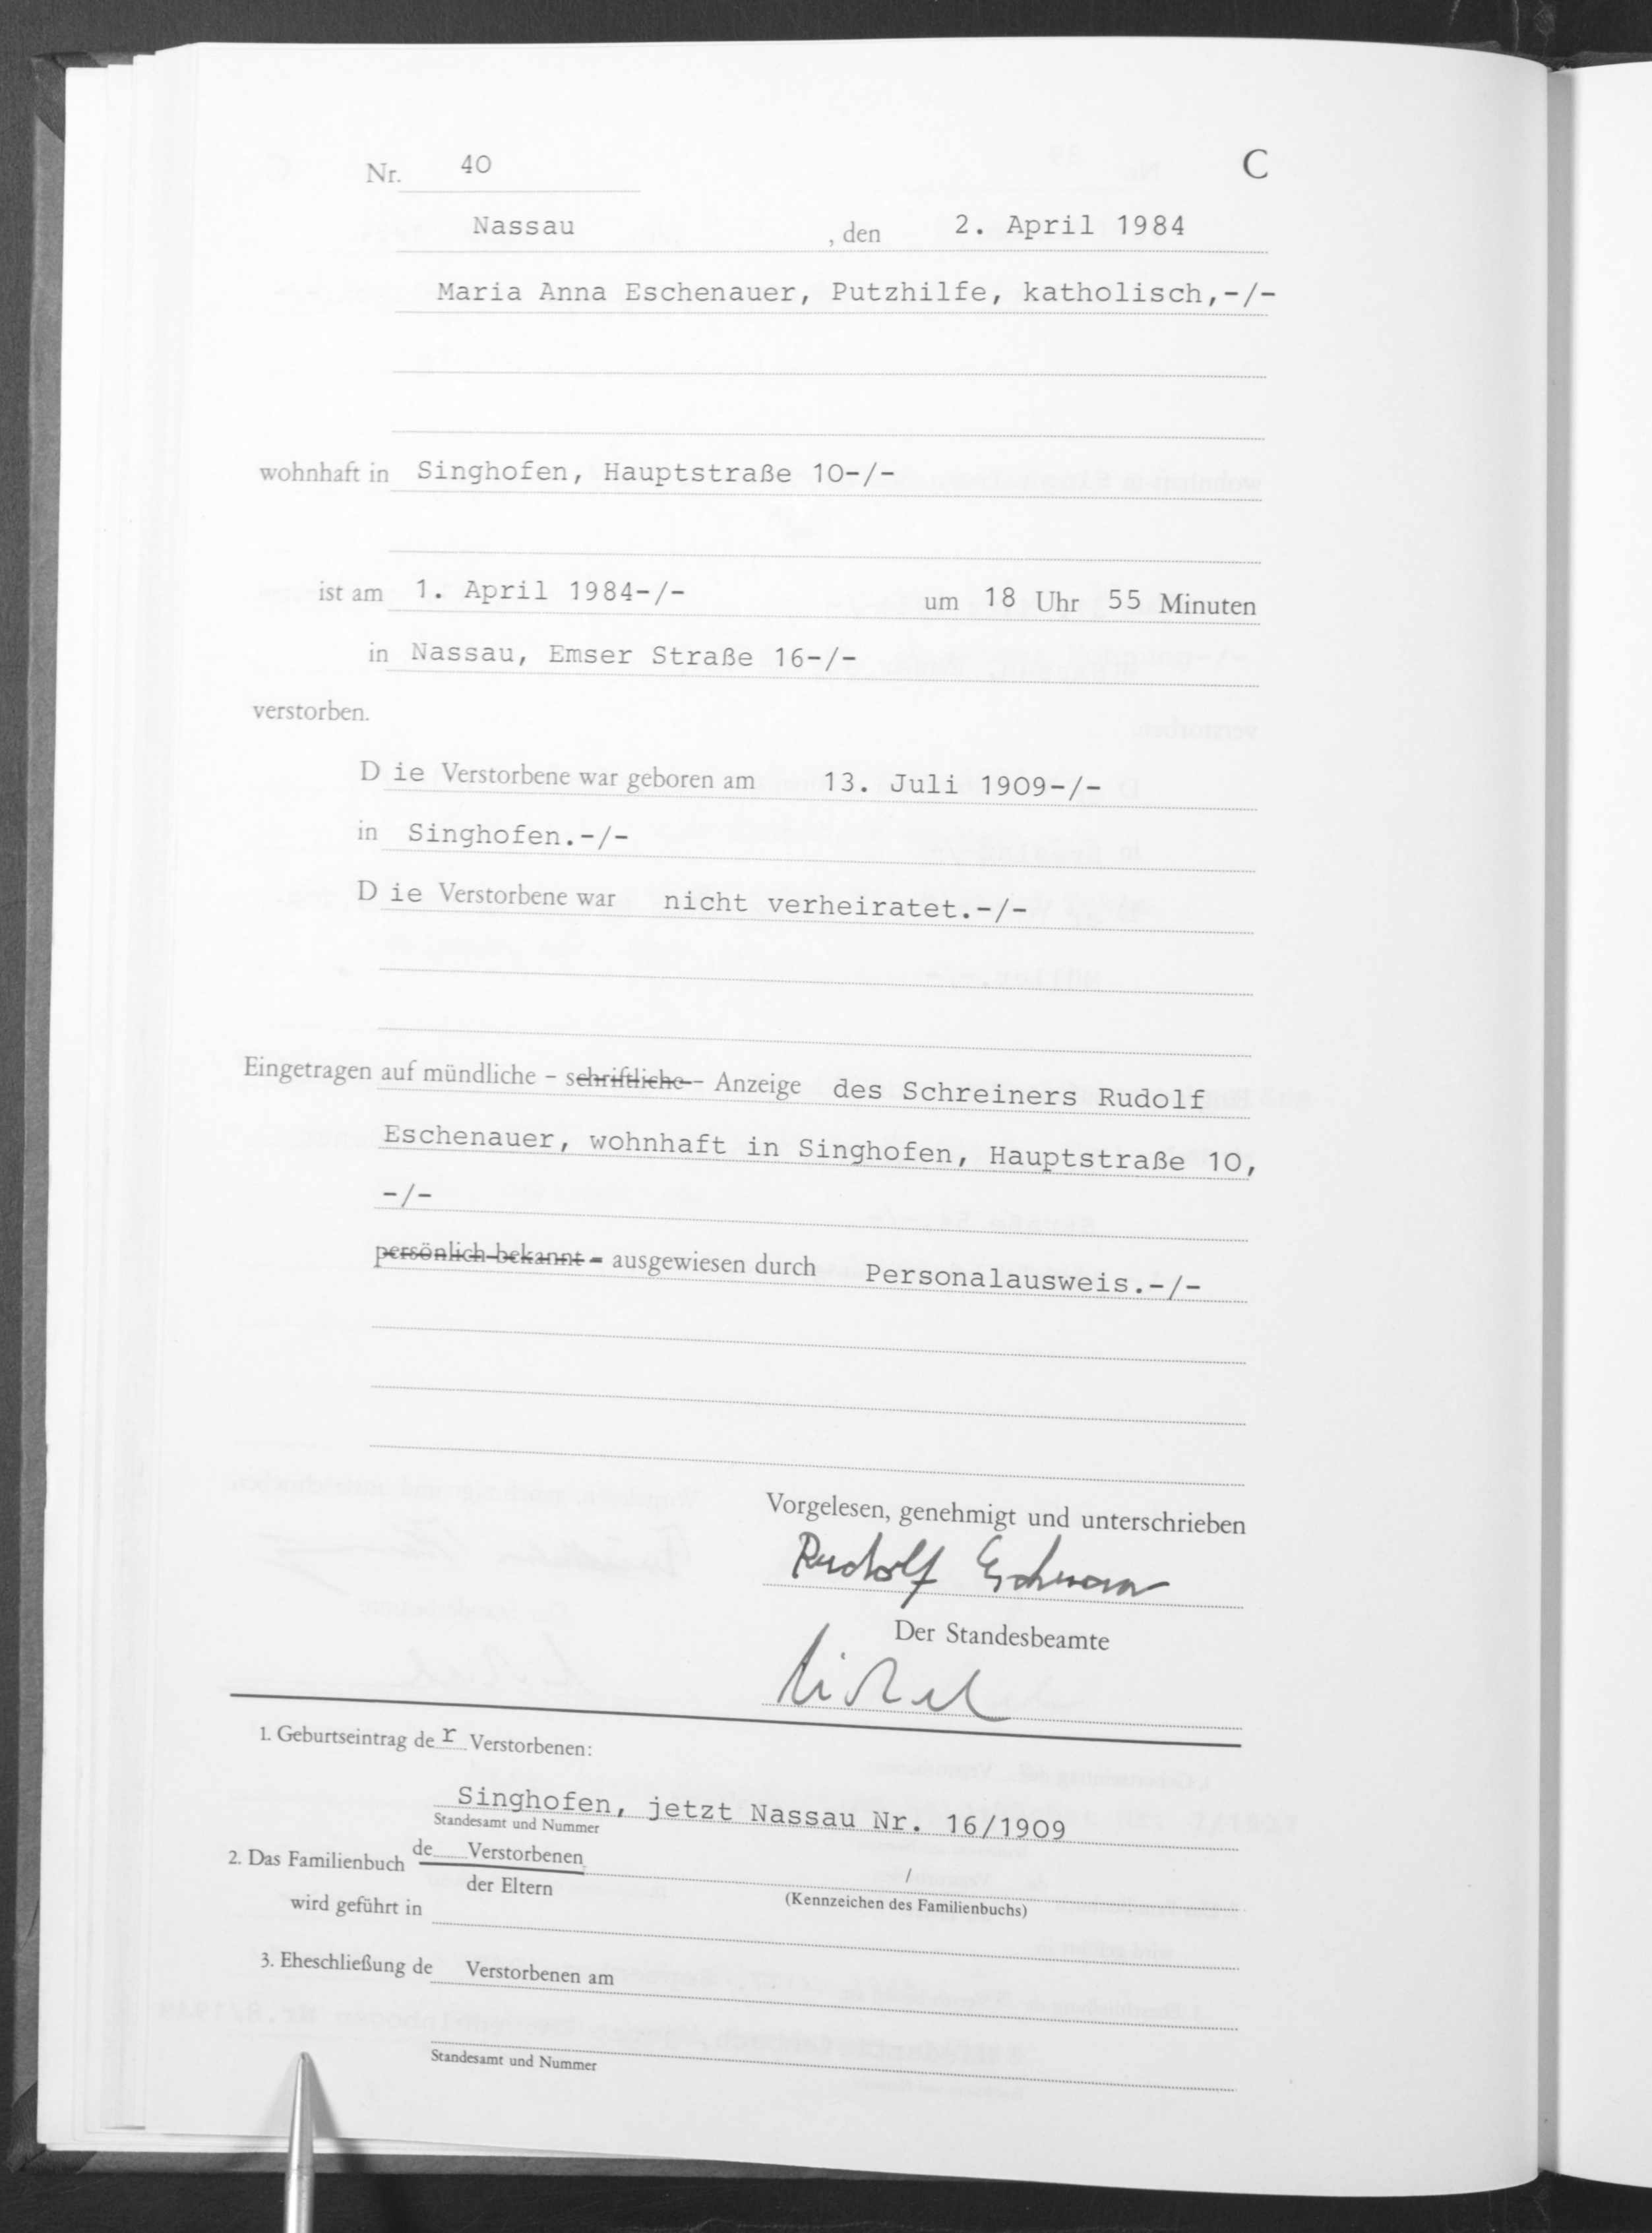 Nr. 40 C
Nassau , den 2. April 1984
Maria Anna Eschenauer, Putzhilfe, katholisch,-/-
wohnhaft in Singhofen, Hauptstraße 10-/-
ist am 1. April 1984-/- um 18 Uhr 55 Minuten
in Nassau, Emser Straße 16-/-
verstorben.
D ie Verstorbene war geboren am 13. Juli 1909-/-
in Singhofen.-/-
D ie Verstorbene war nicht verheiratet.-/-
Eingetragen auf mündliche - schriftliche - Anzeige des Schreiners Rudolf
Eschenauer, wohnhaft in Singhofen, Hauptstraße 10,
-/-
persönlich bekannt - ausgewiesen durch Personalausweis.-/-
Vorgelesen, genehmigt und unterschrieben
Rudolf Eschenauer
Der Standesbeamte
1. Geburtseintrag de r Verstorbenen:
Singhofen, jetzt Nassau Nr. 16/1909
Standesamt und Nummer
2. Das Familienbuch de Verstorbenen /
der Eltern (Kennzeichen des Familienbuchs)
wird geführt in
3. Eheschließung de Verstorbenen am
Standesamt und Nummer